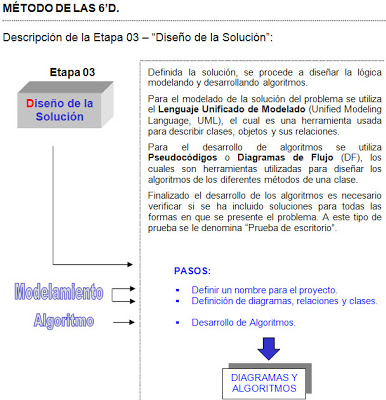 MÉTODO DE LAS 6'D.
Descripción de la Etapa 03 – "Diseño de la Solución":
Etapa 03
Diseño de la
Solución
Definida la solución, se procede a diseñar la lógica
modelando y desarrollando algoritmos.
Para el modelado de la solución del problema se utiliza
el Lenguaje Unificado de Modelado (Unified Modeling
Language, UML), el cual es una herramienta usada
para describir clases, objetos y sus relaciones.
Para el desarrollo de algoritmos se utiliza
Pseudocódigos o Diagramas de Flujo (DF), los
cuales son herramientas utilizadas para diseñar los
algoritmos de los diferentes métodos de una clase.
Finalizado el desarrollo de los algoritmos es necesario
verificar si se ha incluido soluciones para todas las
formas en que se presente el problema. A este tipo de
prueba se le denomina "Prueba de escritorio".
PASOS:
Modelamiento
Algoritmo
▪ Definir un nombre para el proyecto.
▪ Definición de diagramas, relaciones y clases.
▪ Desarrollo de Algoritmos.
DIAGRAMAS Y
ALGORITMOS